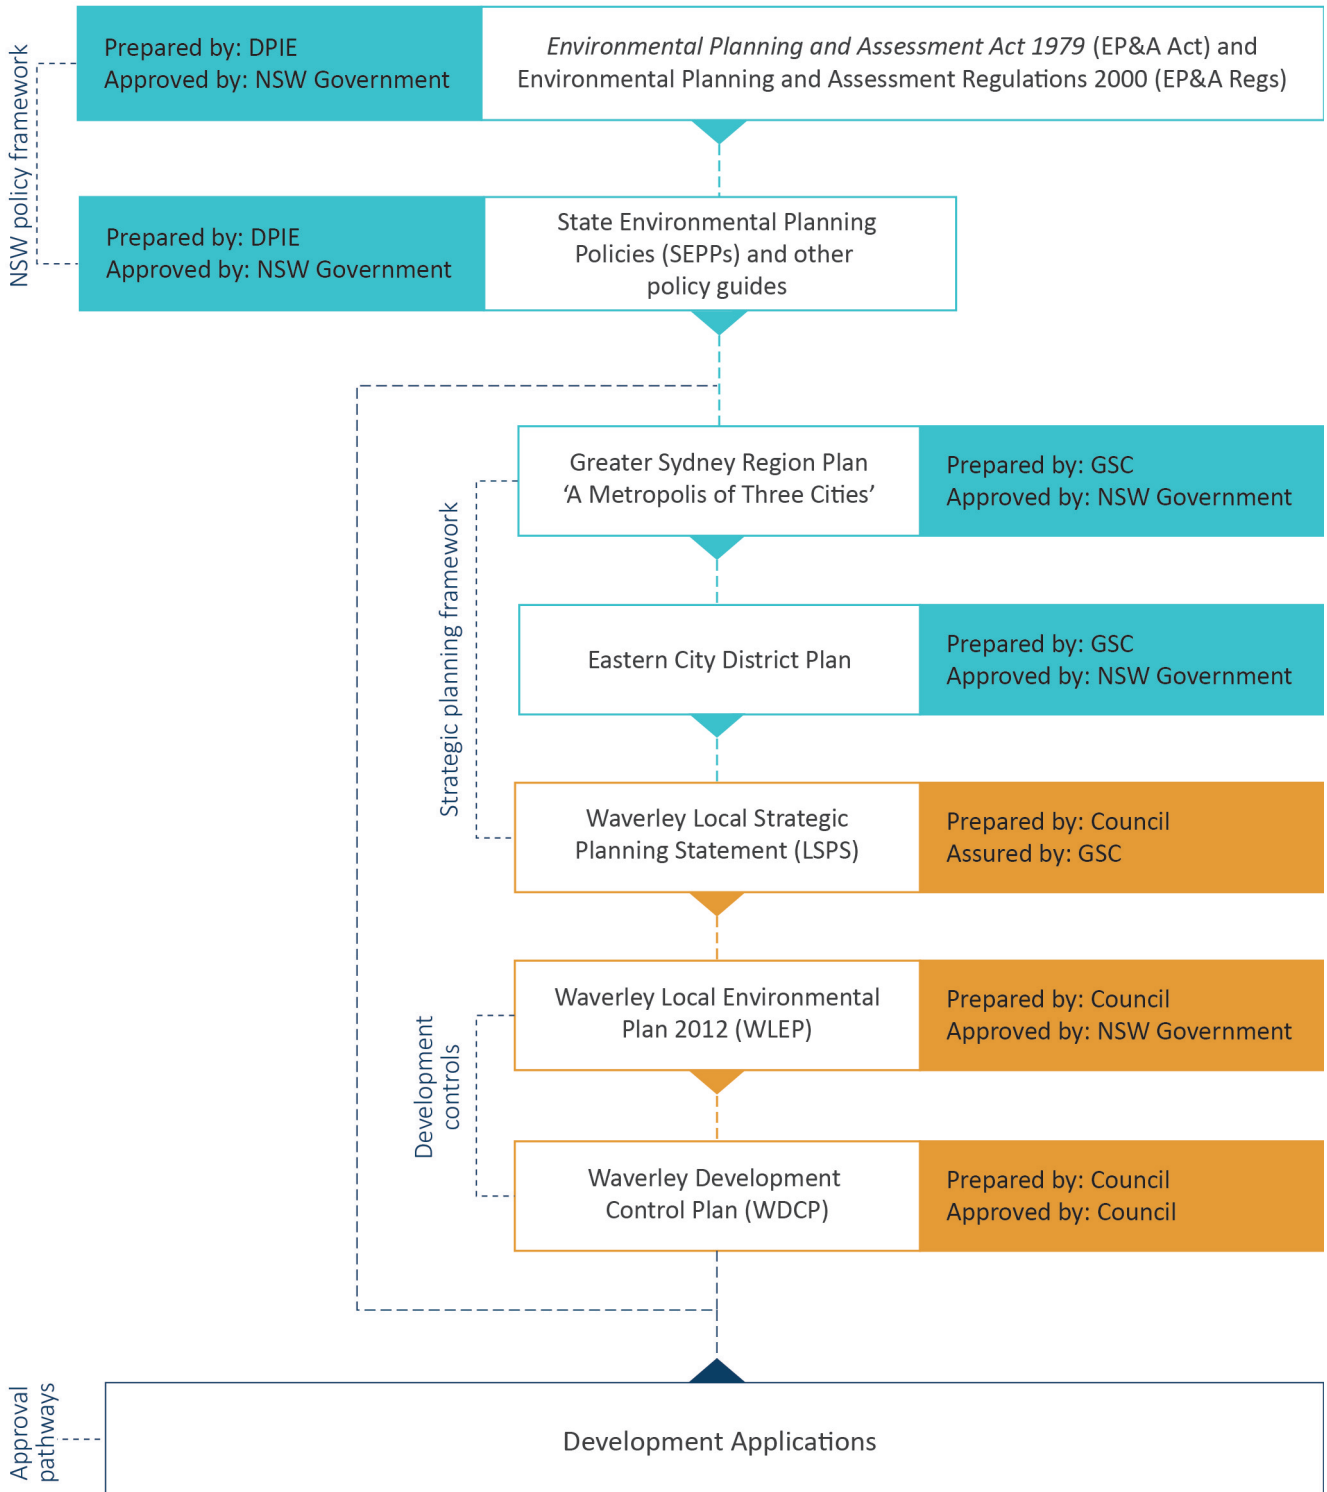 NSW policy framework
Prepared by: DPIE
Approved by: NSW Government
Environmental Planning and Assessment Act 1979 (EP&A Act) and
Environmental Planning and Assessment Regulations 2000 (EP&A Regs)
Prepared by: DPIE
Approved by: NSW Government
State Environmental Planning
Policies (SEPPs) and other
policy guides
Strategic planning framework
Greater Sydney Region Plan
‘A Metropolis of Three Cities’
Prepared by: GSC
Approved by: NSW Government
Eastern City District Plan
Prepared by: GSC
Approved by: NSW Government
Waverley Local Strategic
Planning Statement (LSPS)
Prepared by: Council
Assured by: GSC
Development
controls
Waverley Local Environmental
Plan 2012 (WLEP)
Prepared by: Council
Approved by: NSW Government
Waverley Development
Control Plan (WDCP)
Prepared by: Council
Approved by: Council
Approval
pathways
Development Applications